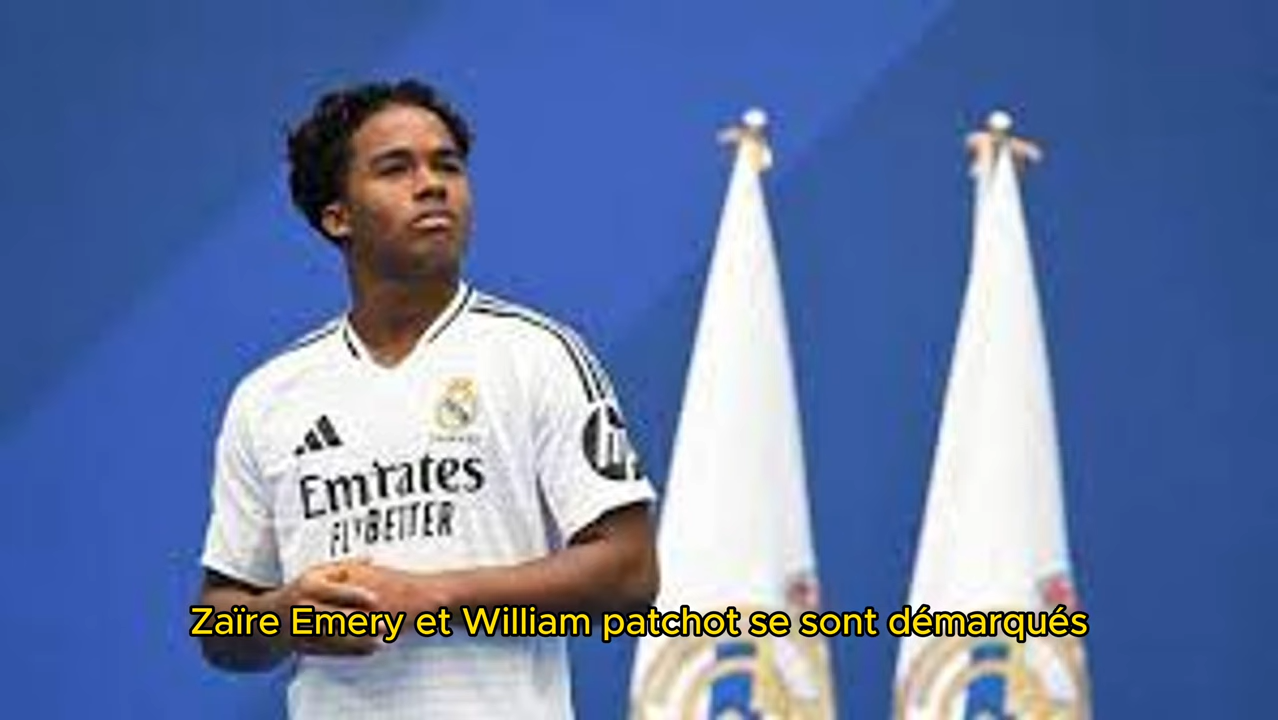 Emirates
FLY BETTER
Zaïre Emery et William patchot se sont démarqués